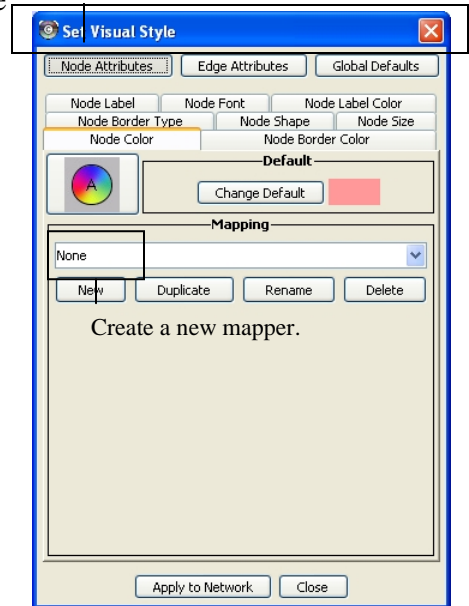 Set Visual Style
Node Attributes Edge Attributes Global Defaults
Node Label Node Font Node Label Color
Node Border Type Node Shape Node Size
Node Color Node Border Color
Default
A
Change Default
Mapping
None
New Duplicate Rename Delete
Create a new mapper.
Apply to Network Close